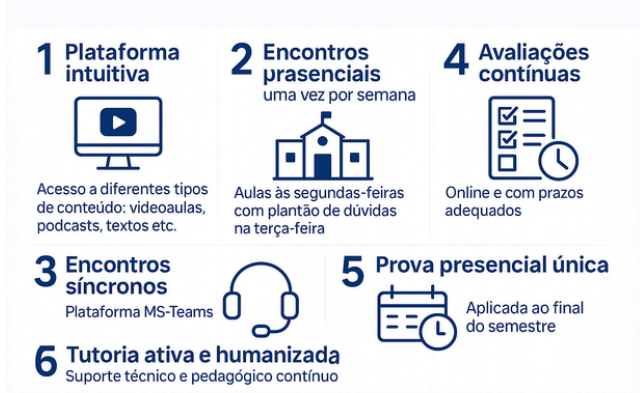 1 Plataforma
intuitiva
Acesso a diferentes tipos
de conteúdo: videoaulas,
podcasts, textos etc.
2 Encontros
prasenciais
uma vez por semana
Aulas às segundas-feiras
com plantão de dúvidas
na terça-feira
4 Avaliações
contínuas
Online e com prazos
adequados
3 Encontros
síncronos
Plataforma MS-Teams
5 Prova presencial única
Aplicada ao final
do semestre
6 Tutoria ativa e humanizada
Suporte técnico e pedagógico contínuo